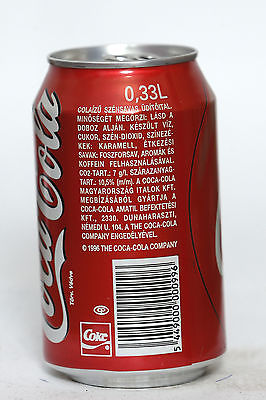 0,33L
COLAÍZŰ SZÉNSAVAS ÜDÍTŐITAL.
MINŐSÉGÉT MEGŐRZI: LÁSD A
DOBOZ ALJÁN. KÉSZÜLT VÍZ,
CUKOR, SZÉN-DIOXID, SZÍNEZÉ-
KEK: KARAMELL, ÉTKEZÉSI
SAVAK: FOSZFORSAV, AROMÁK ÉS
KOFFEIN FELHASZNÁLÁSÁVAL.
CO2-TART.: 7 g/l. SZÁRAZANYAG-
TART.: 10,5% (m/m). A COCA-COLA
MAGYARORSZÁG ITALOK KFT.
MEGBÍZÁSÁBÓL GYÁRTJA A
COCA-COLA AMATIL BEFEKTETÉSI
KFT., 2330. DUNAHARASZTI,
NÉMEDI U. 104. A THE COCA-COLA
COMPANY ENGEDÉLYÉVEL.
© 1996 THE COCA-COLA COMPANY
Coca-Cola
Törv. Védve
Coke
5 449000 000996